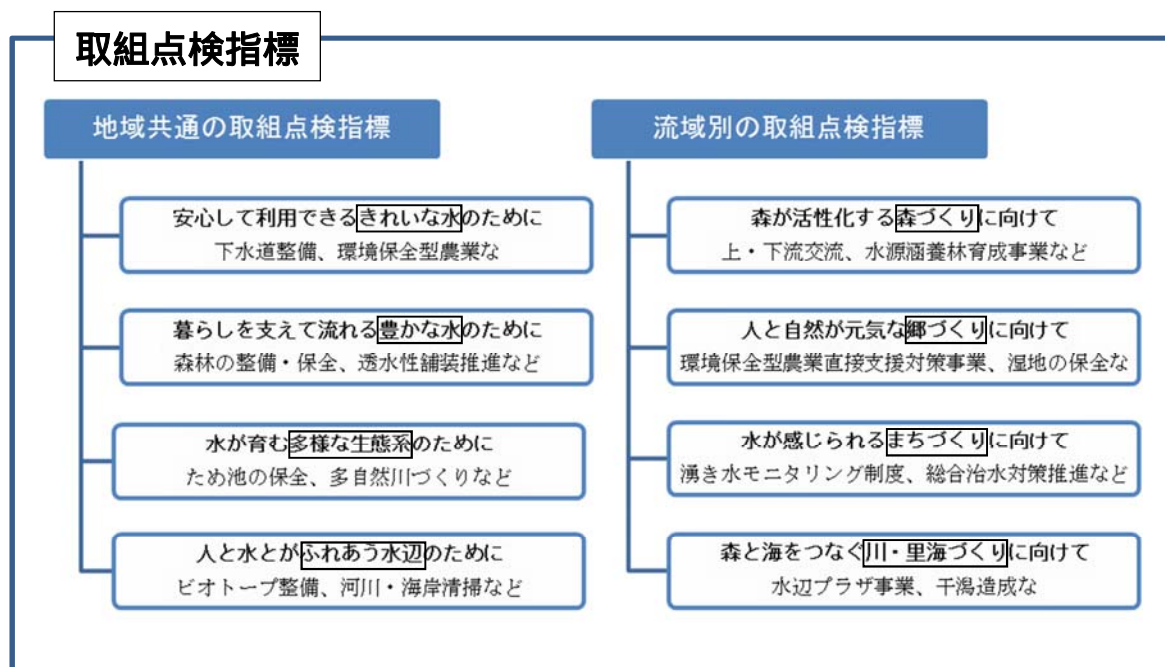 取組点検指標
地域共通の取組点検指標
安心して利用できるきれいな水のために
下水道整備、環境保全型農業な
暮らしを支えて流れる豊かな水のために
森林の整備・保全、透水性舗装推進など
水が育む多様な生態系のために
ため池の保全、多自然川づくりなど
人と水とがふれあう水辺のために
ビオトープ整備、河川・海岸清掃など
流域別の取組点検指標
森が活性化する森づくりに向けて
上・下流交流、水源涵養林育成事業など
人と自然が元気な郷づくりに向けて
環境保全型農業直接支援対策事業、湿地の保全な
水が感じられるまちづくりに向けて
湧き水モニタリング制度、総合治水対策推進など
森と海をつなぐ川・里海づくりに向けて
水辺プラザ事業、干潟造成な